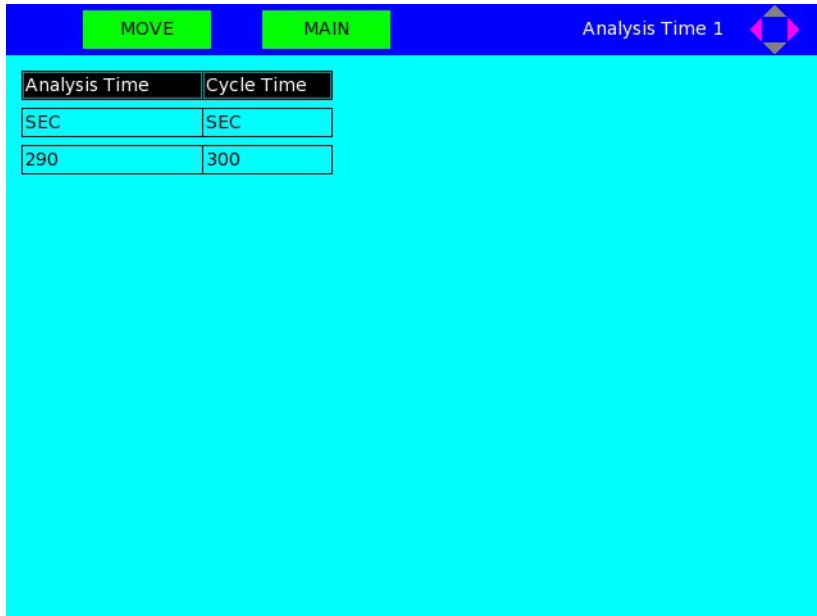 MOVE MAIN Analysis Time 1
Analysis Time Cycle Time
SEC SEC
290 300